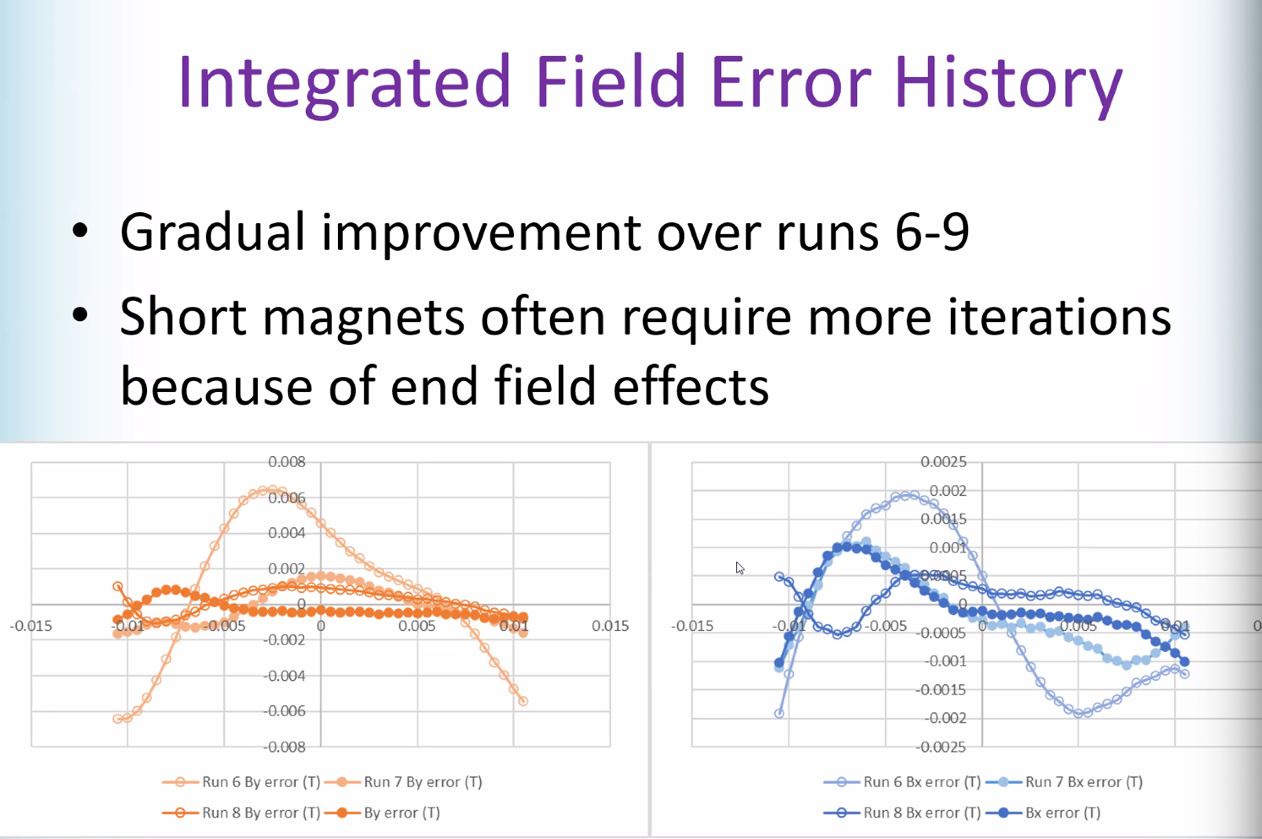 Integrated Field Error History
• Gradual improvement over runs 6-9
• Short magnets often require more iterations
because of end field effects
0.008
0.006
0.004
0.002
0
-0.002
-0.004
-0.006
-0.008
-0.015 -0.01 -0.005 0 0.005 0.01 0.015
Run 6 By error (T) Run 7 By error (T)
Run 8 By error (T) By error (T)
0.0025
0.002
0.0015
0.001
0.0005
0
-0.0005
-0.001
-0.0015
-0.002
-0.0025
-0.015 -0.01 -0.005 0 0.005 0.01 0
Run 6 Bx error (T) Run 7 Bx error (T)
Run 8 Bx error (T) Bx error (T)